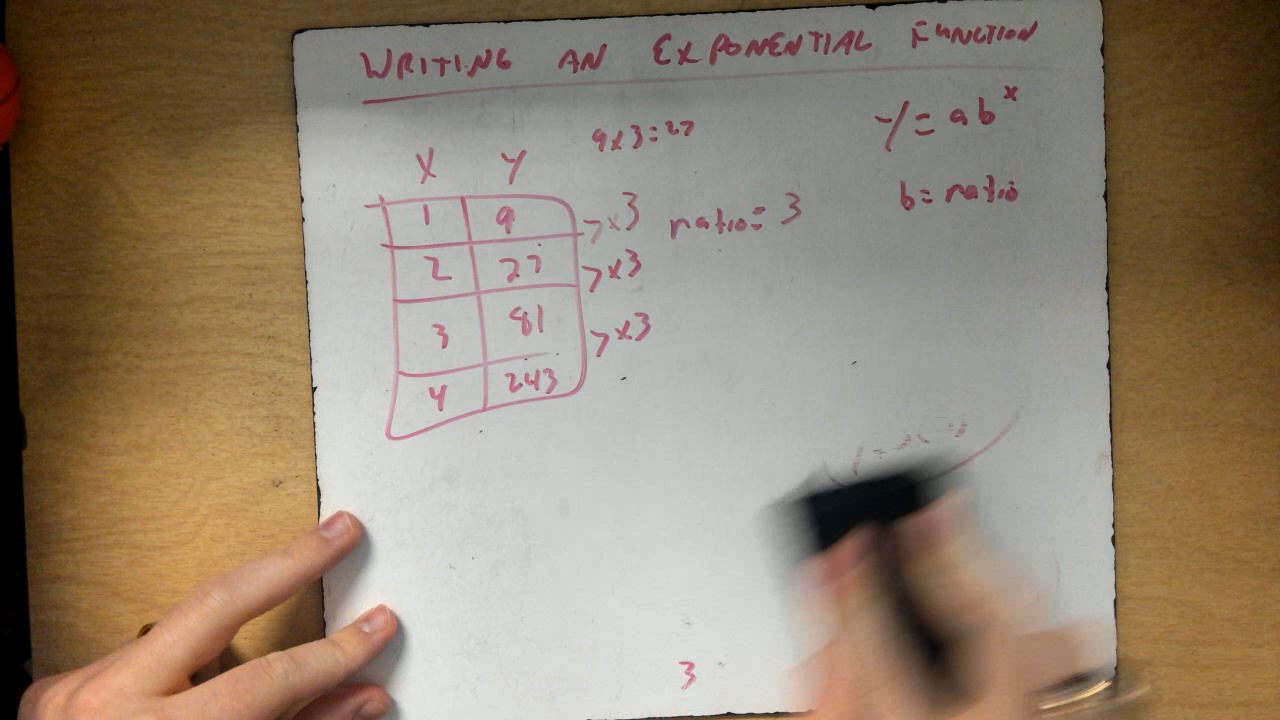 WRITING AN EXPONENTIAL FUNCTION
9x3=27
y=ab^x
X Y
b=ratio
1 9 >x3 ratio=3
2 27 >x3
3 81 >x3
4 243
3